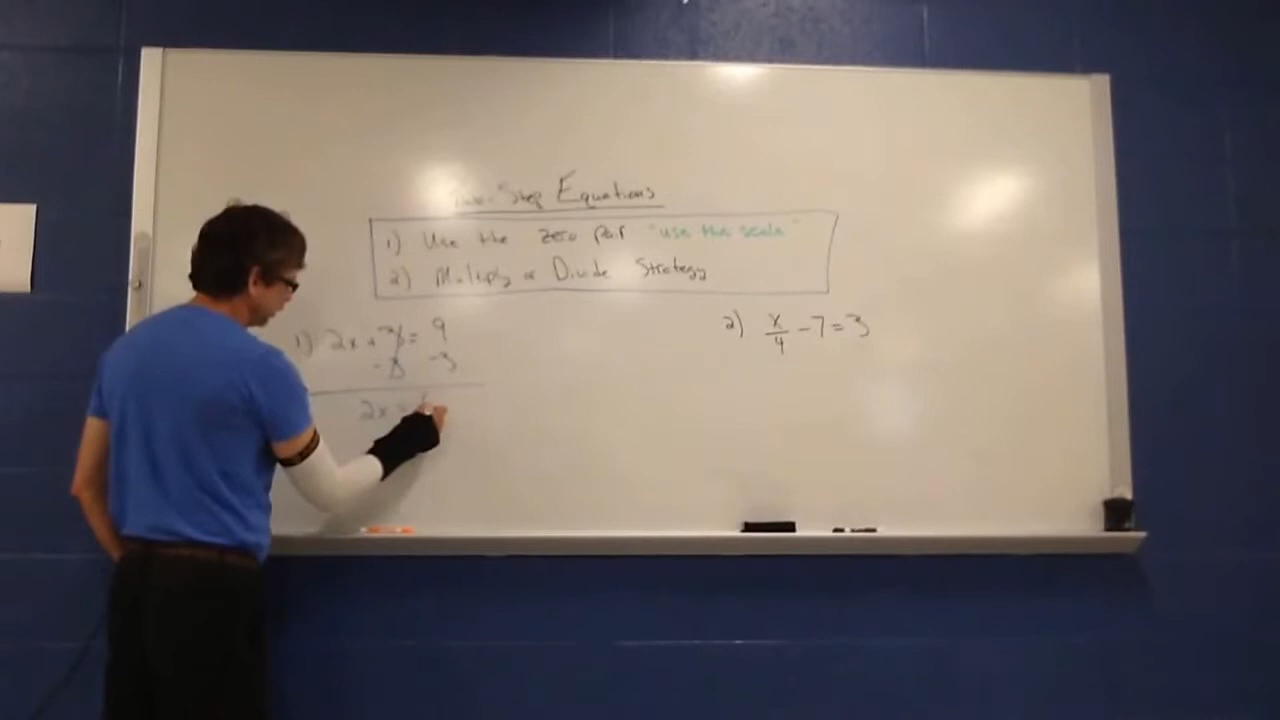 Two-Step Equations
1) Use the zero pair "use the scale"
2) Multiply or Divide Strategy
1) 2x + 3 = 9
-3 -3
2x = 6
2) x/4 - 7 = 3